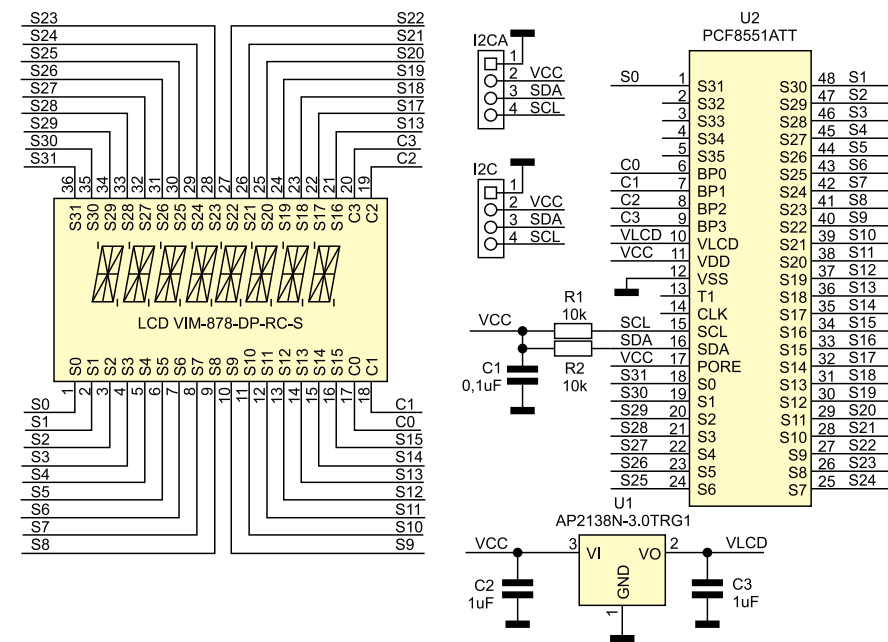 S23
S24
S25
S26
S27
S28
S29
S30
S31
S22
S21
S20
S19
S18
S17
S13
C3
C2
36 35 34 33 32 31 30 29 28 27 26 25 24 23 22 21 20 19
S31 S30 S29 S28 S27 S26 S25 S24 S23 S22 S21 S20 S19 S18 S17 S16 C3 C2
LCD VIM-878-DP-RC-S
S0 S1 S2 S3 S4 S5 S6 S7 S8 S9 S10 S11 S12 S13 S14 S15 C0 C1
1 2 3 4 5 6 7 8 9 10 11 12 13 14 15 16 17 18
S0
S1
S2
S3
S4
S5
S6
S7
S8
C1
C0
S15
S14
S13
S12
S11
S10
S9
I2CA
1
2 VCC
3 SDA
4 SCL
I2C
1
2 VCC
3 SDA
4 SCL
VCC
R1
10k
R2
10k
C1
0,1uF
U2
PCF8551ATT
S0 1 S31 S30 48 S1
2 S32 S29 47 S2
3 S33 S28 46 S3
4 S34 S27 45 S4
5 S35 S26 44 S5
C0 6 BP0 S25 43 S6
C1 7 BP1 S24 42 S7
C2 8 BP2 S23 41 S8
C3 9 BP3 S22 40 S9
VLCD 10 VLCD S21 39 S10
VCC 11 VDD S20 38 S11
12 VSS S19 37 S12
13 T1 S18 36 S13
14 CLK S17 35 S14
SCL 15 SCL S16 34 S15
SDA 16 SDA S15 33 S16
VCC 17 PORE S14 32 S17
S31 18 S0 S13 31 S18
S30 19 S1 S12 30 S19
S29 20 S2 S11 29 S20
S28 21 S3 S10 28 S21
S27 22 S4 S9 27 S22
S26 23 S5 S8 26 S23
S25 24 S6 S7 25 S24
U1
AP2138N-3.0TRG1
VCC 3 VI VO 2 VLCD
GND
1
C2
1uF
C3
1uF